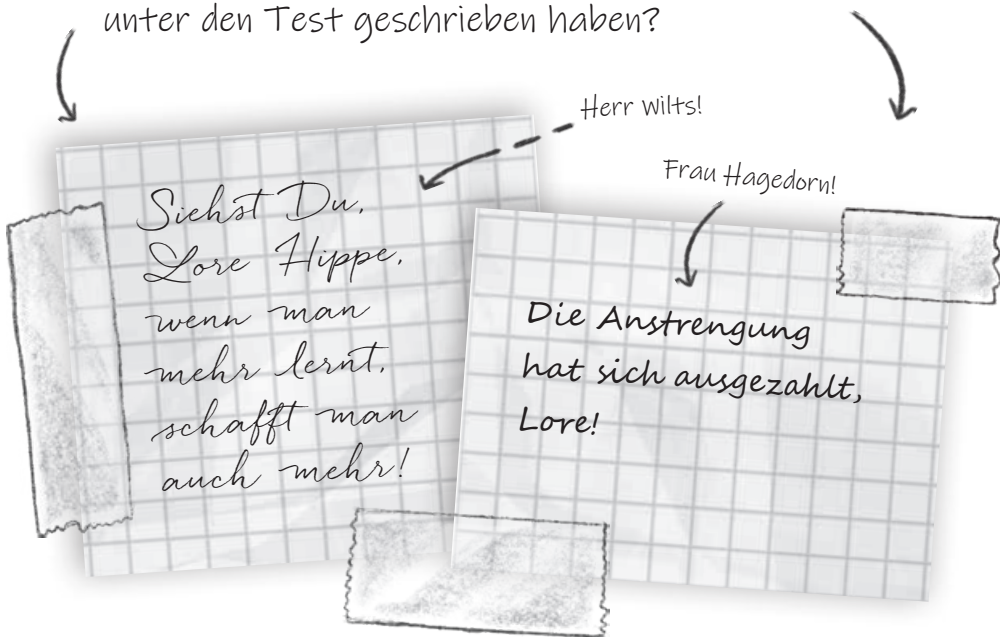 unter den Test geschrieben haben?
Herr Wilts!
Frau Hagedorn!
Siehst Du,
Lore Hippe,
wenn man
mehr lernt,
schafft man
auch mehr!
Die Anstrengung
hat sich ausgezahlt,
Lore!